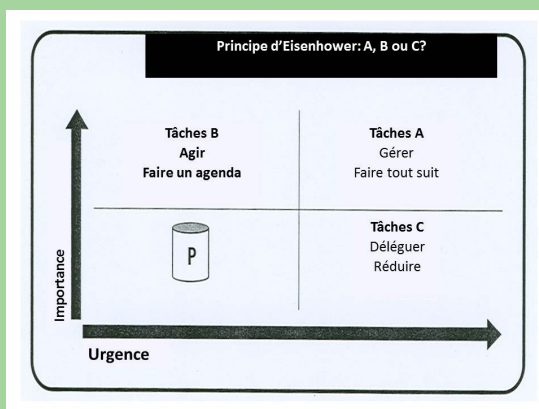 Principe d'Eisenhower: A, B ou C?
Tâches B
Agir
Faire un agenda
Tâches A
Gérer
Faire tout suit
P
Tâches C
Déléguer
Réduire
Importance
Urgence